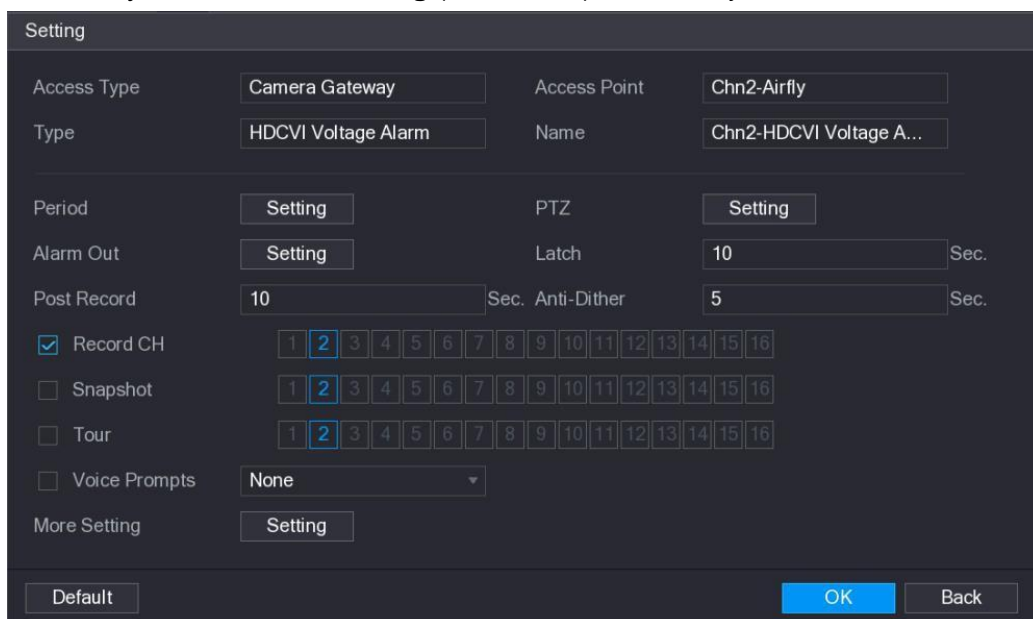 Setting
Access Type Camera Gateway Access Point Chn2-Airfly
Type HDCVI Voltage Alarm Name Chn2-HDCVI Voltage A...
Period Setting PTZ Setting
Alarm Out Setting Latch 10 Sec.
Post Record 10 Sec. Anti-Dither 5 Sec.
Record CH 1 2 3 4 5 6 7 8 9 10 11 12 13 14 15 16
Snapshot 1 2 3 4 5 6 7 8 9 10 11 12 13 14 15 16
Tour 1 2 3 4 5 6 7 8 9 10 11 12 13 14 15 16
Voice Prompts None
More Setting Setting
Default OK Back